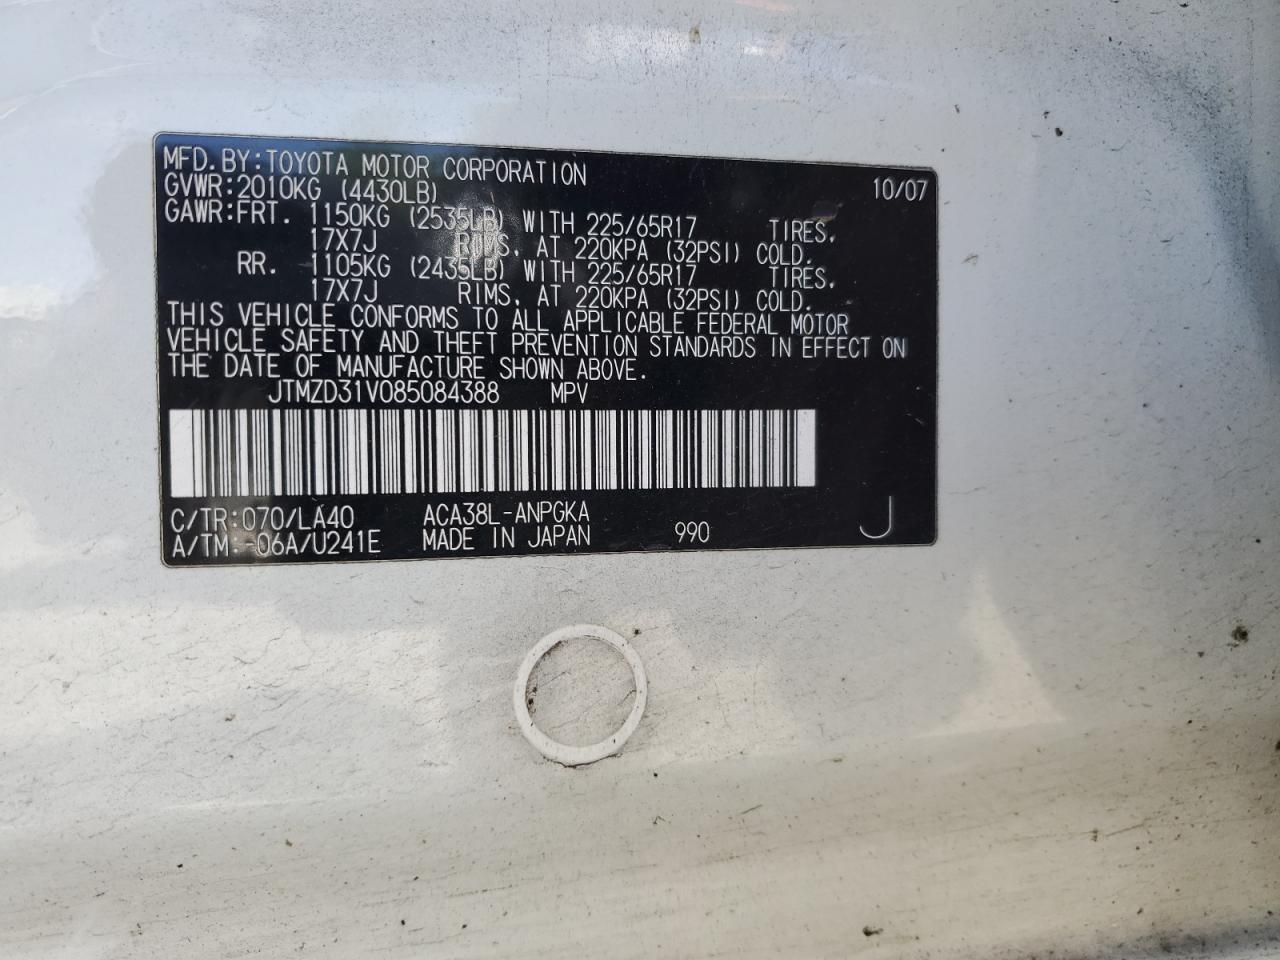 MFD.BY:TOYOTA MOTOR CORPORATION 10/07
GVWR:2010KG (4430LB)
GAWR:FRT. 1150KG (2535LB) WITH 225/65R17 TIRES,
17X7J RIMS, AT 220KPA (32PSI) COLD.
RR. 1105KG (2435LB) WITH 225/65R17 TIRES,
17X7J RIMS, AT 220KPA (32PSI) COLD.
THIS VEHICLE CONFORMS TO ALL APPLICABLE FEDERAL MOTOR
VEHICLE SAFETY AND THEFT PREVENTION STANDARDS IN EFFECT ON
THE DATE OF MANUFACTURE SHOWN ABOVE.
JTMZD31V085084388 MPV
C/TR:070/LA40 ACA38L-ANPGKA
A/TM:-06A/U241E MADE IN JAPAN 990 J